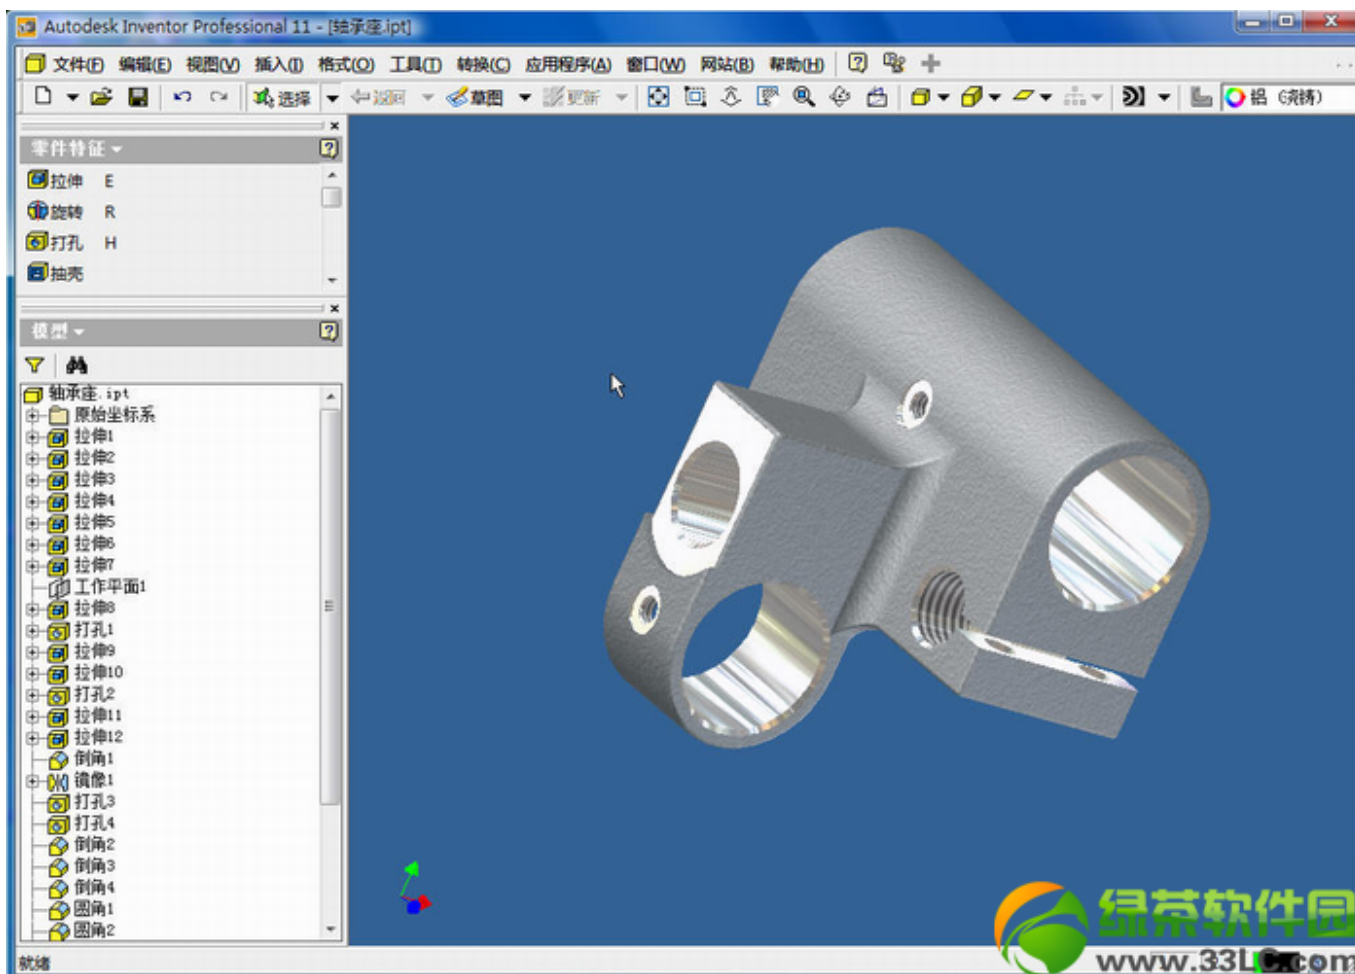 Autodesk Inventor Professional 11 - [轴承座.ipt]
文件(F) 编辑(E) 视图(V) 插入(I) 格式(O) 工具(T) 转换(C) 应用程序(A) 窗口(W) 网站(B) 帮助(H)
选择 返回 草图 更新 铝 (浇铸)
零件特征
拉伸 E
旋转 R
打孔 H
抽壳
模型
轴承座.ipt
原始坐标系
拉伸1
拉伸2
拉伸3
拉伸4
拉伸5
拉伸6
拉伸7
工作平面1
拉伸8
打孔1
拉伸9
拉伸10
打孔2
拉伸11
拉伸12
倒角1
镜像1
打孔3
打孔4
倒角2
倒角3
倒角4
圆角1
圆角2
绿茶软件园
www.33LC.com
就绪